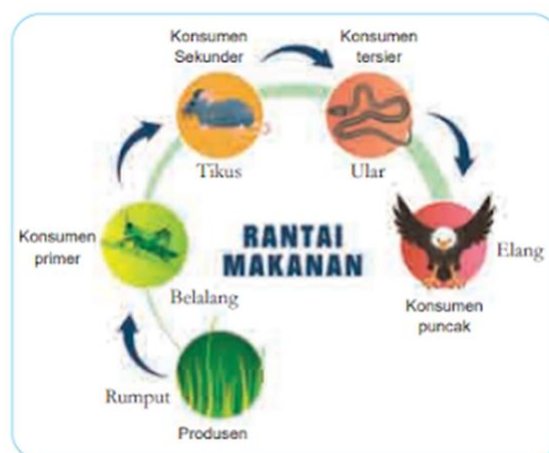 Konsumen
Sekunder
Konsumen
tersier
Tikus
Ular
Konsumen
primer
RANTAI
MAKANAN
Elang
Belalang
Konsumen
puncak
Rumput
Produsen